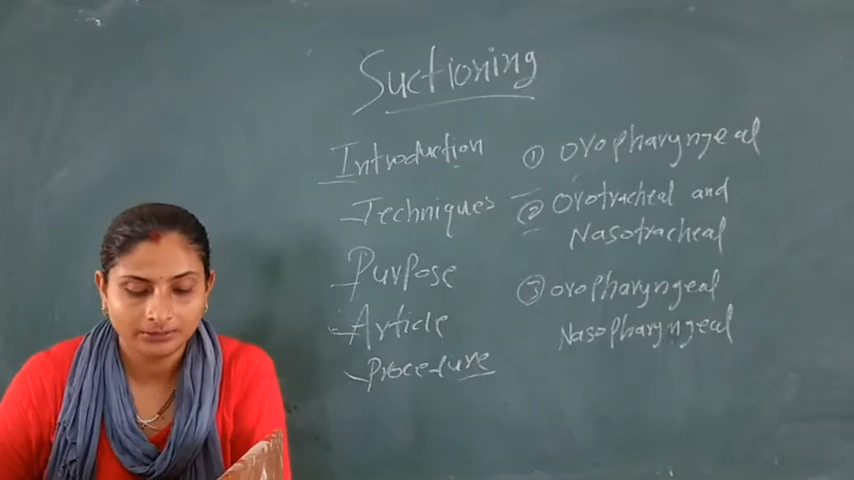 Suctioning
Introduction
Techniques
Purpose
Article
Procedure
① Oropharyngeal
② Orotracheal and
Nasotracheal
③ Oropharyngeal
Nasopharyngeal